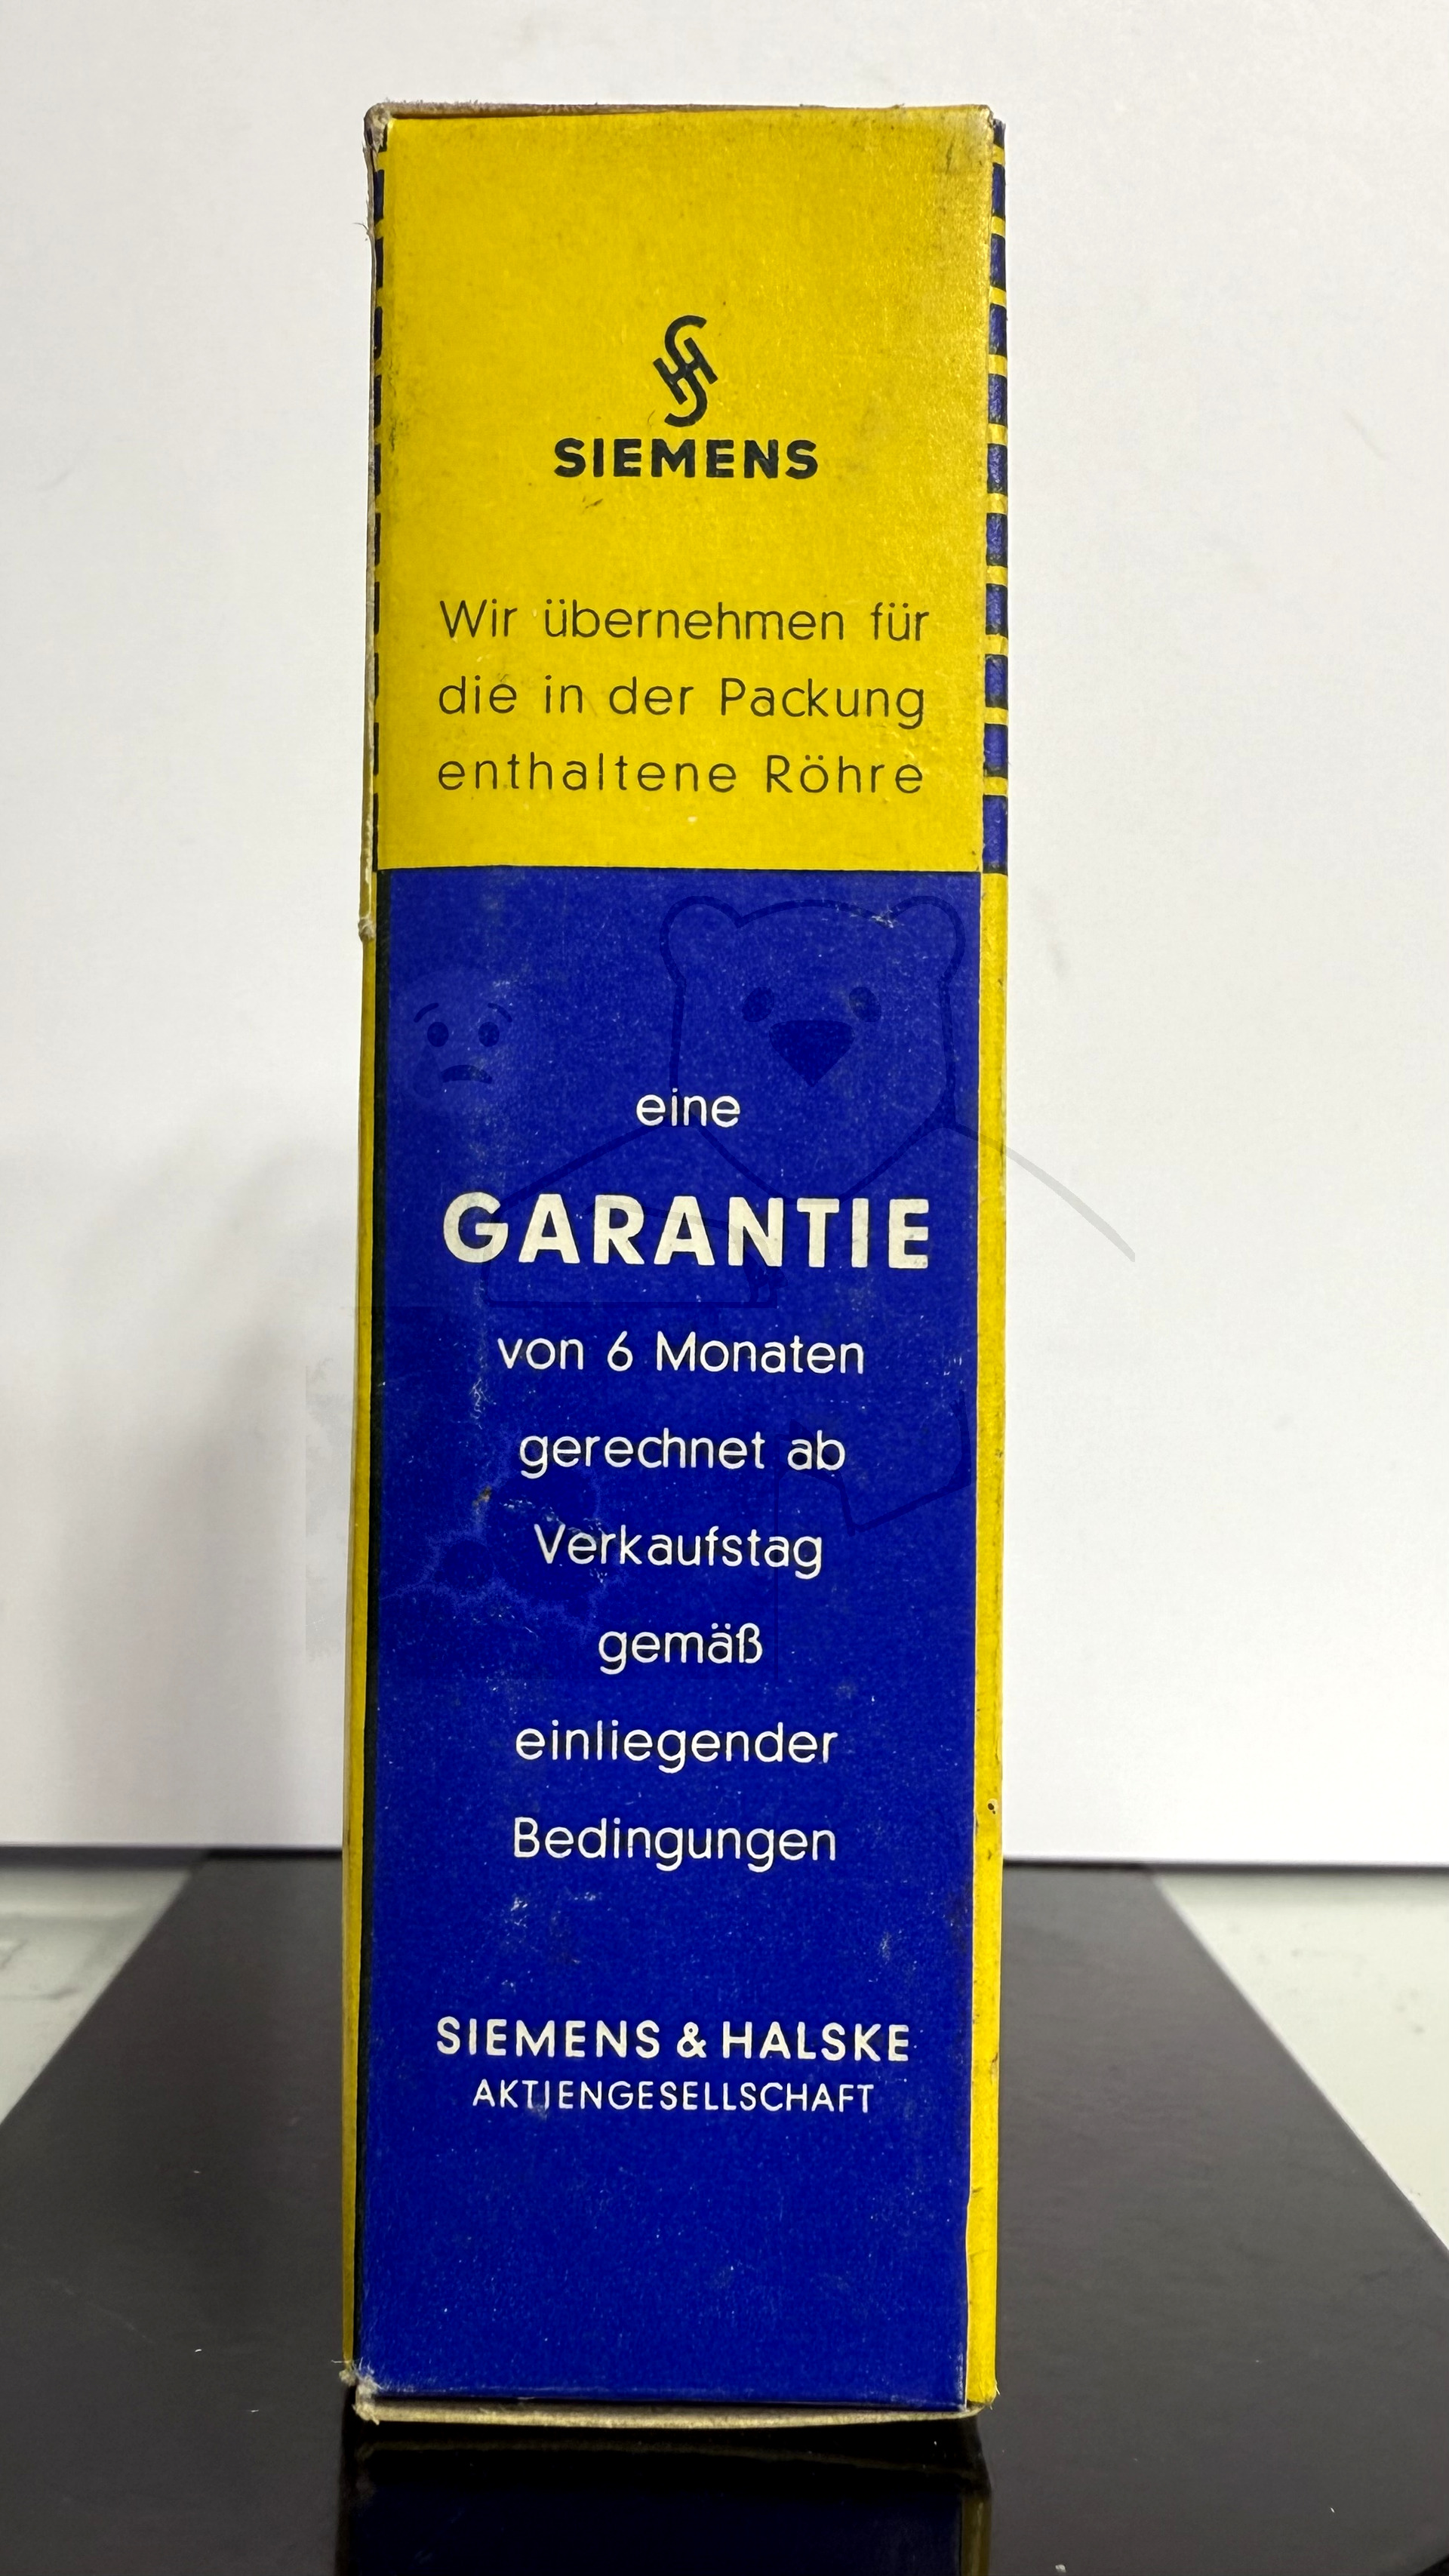 SIEMENS
Wir übernehmen für
die in der Packung
enthaltene Röhre
eine
GARANTIE
von 6 Monaten
gerechnet ab
Verkaufstag
gemäß
einliegender
Bedingungen
SIEMENS & HALSKE
AKTIENGESELLSCHAFT